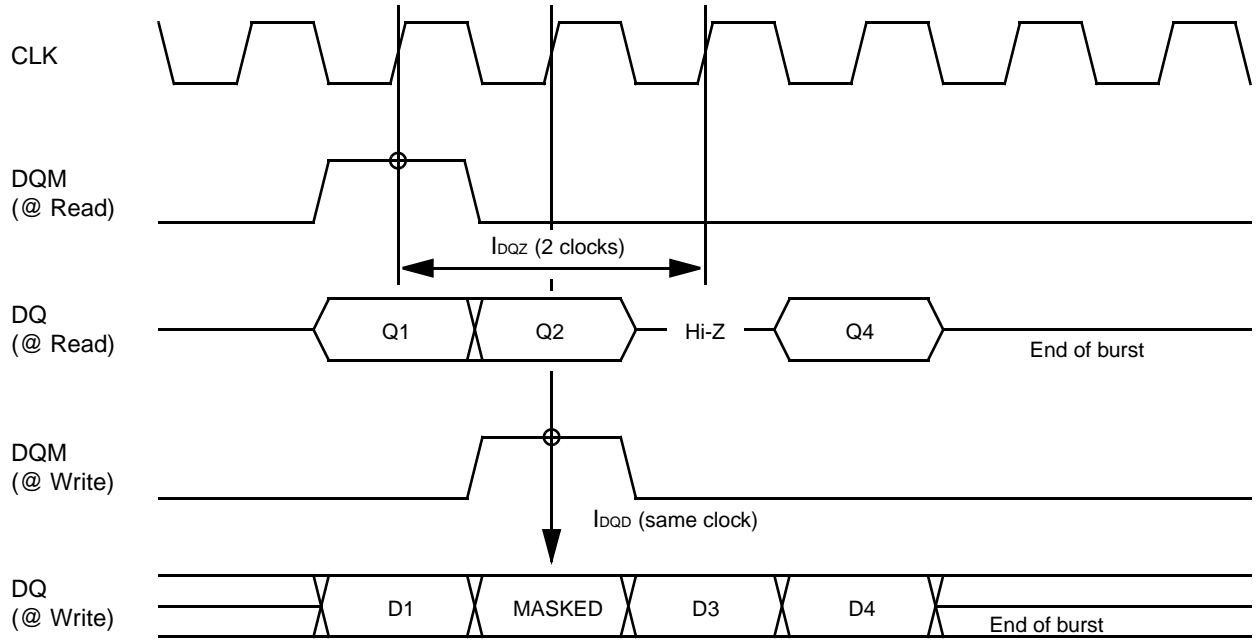 CLK
DQM
(@ Read)
IDQZ (2 clocks)
DQ
(@ Read)
Q1
Q2
Hi-Z
Q4
End of burst
DQM
(@ Write)
IDQD (same clock)
DQ
(@ Write)
D1
MASKED
D3
D4
End of burst